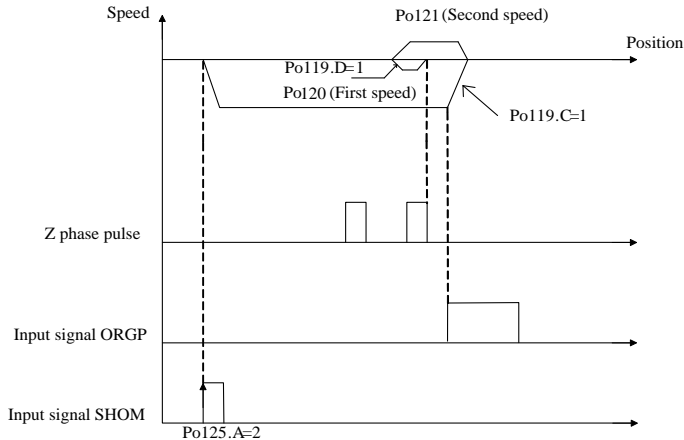 Speed
Po121 (Second speed)
Position
Po119.D=1
Po120 (First speed)
Po119.C=1
Z phase pulse
Input signal ORGP
Input signal SHOM
Po125.A=2